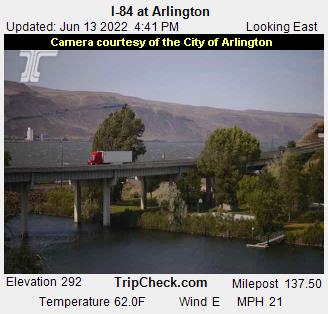 I-84 at Arlington
Updated: Jun 13 2022 4:41 PM Looking East
Camera courtesy of the City of Arlington
Elevation 292 TripCheck.com Milepost 137.50
Temperature 62.0F Wind E MPH 21